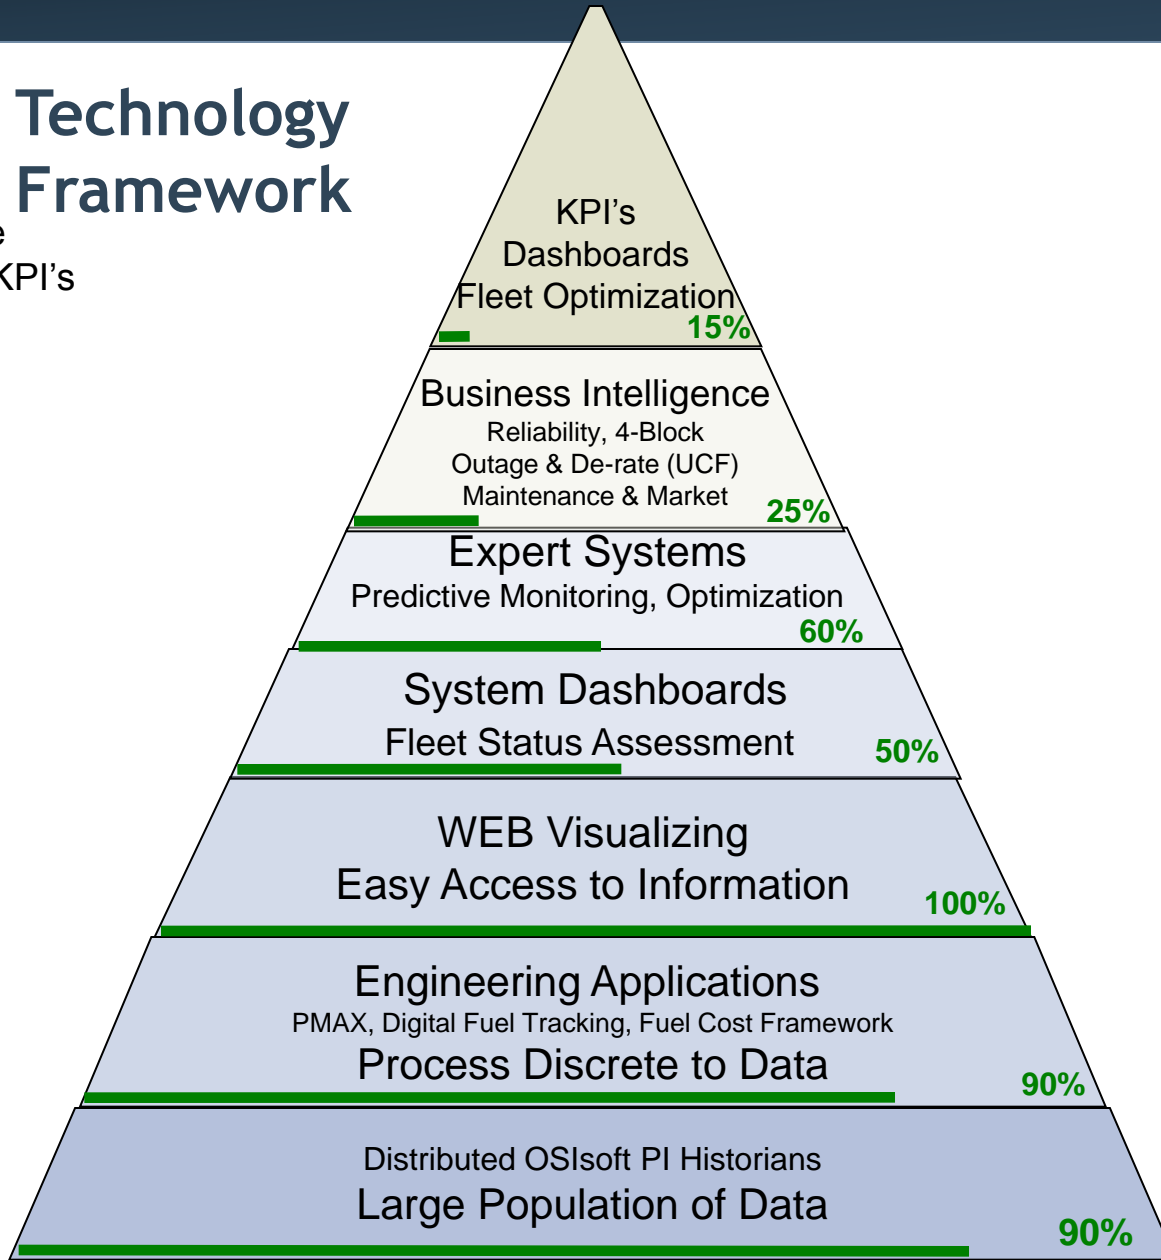 Technology
Framework
KPI's
KPI's
Dashboards
Fleet Optimization
15%
Business Intelligence
Reliability, 4-Block
Outage & De-rate (UCF)
Maintenance & Market
25%
Expert Systems
Predictive Monitoring, Optimization
60%
System Dashboards
Fleet Status Assessment
50%
WEB Visualizing
Easy Access to Information
100%
Engineering Applications
PMAX, Digital Fuel Tracking, Fuel Cost Framework
Process Discrete to Data
90%
Distributed OSIsoft PI Historians
Large Population of Data
90%